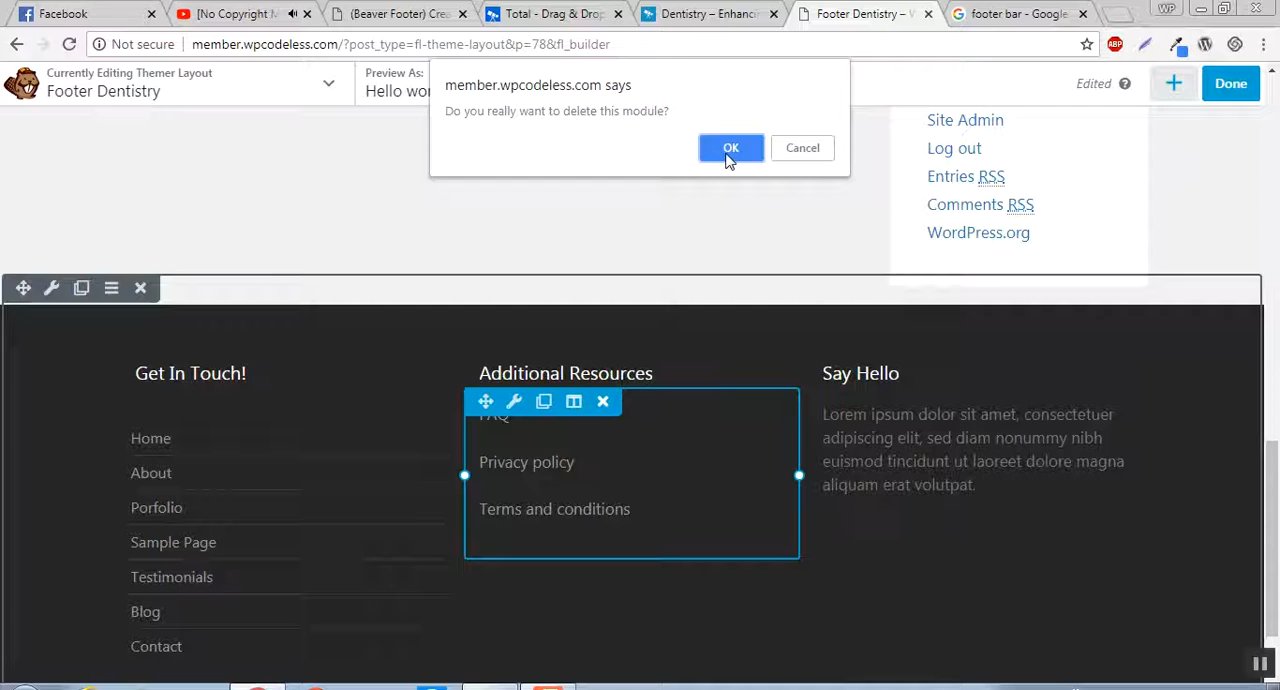 Facebook
[No Copyright M
(Beaver Footer) Crea
Total - Drag & Drop
Dentistry – Enhancin
Footer Dentistry – W
footer bar - Google
WP
Not secure
member.wpcodeless.com/?post_type=fl-theme-layout&p=78&fl_builder
ABP
Currently Editing Themer Layout
Footer Dentistry
Preview As:
Hello wor
member.wpcodeless.com says
Do you really want to delete this module?
OK
Cancel
Edited
Done
Site Admin
Log out
Entries RSS
Comments RSS
WordPress.org
Get In Touch!
Home
About
Porfolio
Sample Page
Testimonials
Blog
Contact
Additional Resources
FAQ
Privacy policy
Terms and conditions
Say Hello
Lorem ipsum dolor sit amet, consectetuer
adipiscing elit, sed diam nonummy nibh
euismod tincidunt ut laoreet dolore magna
aliquam erat volutpat.